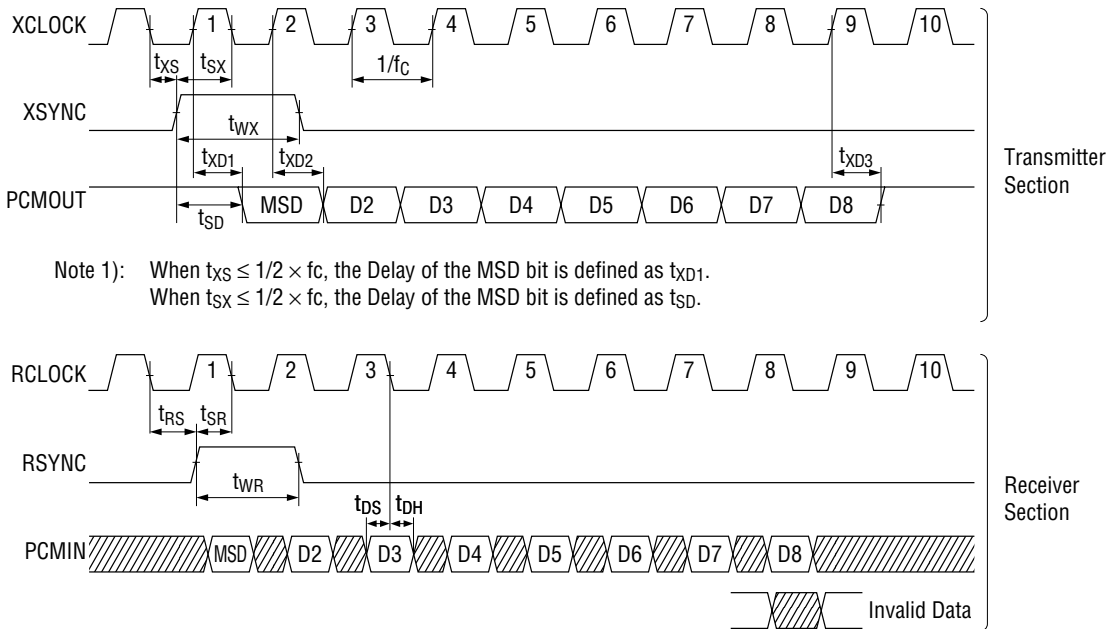 XCLOCK 1 2 3 4 5 6 7 8 9 10
tXS tSX 1/fC
XSYNC
tWX
tXD1 tXD2 tXD3
PCMOUT MSD D2 D3 D4 D5 D6 D7 D8
tSD
Transmitter
Section
Note 1): When tXS ≤ 1/2 × fc, the Delay of the MSD bit is defined as tXD1.
When tSX ≤ 1/2 × fc, the Delay of the MSD bit is defined as tSD.
RCLOCK 1 2 3 4 5 6 7 8 9 10
tRS tSR
RSYNC
tWR
tDS tDH
PCMIN MSD D2 D3 D4 D5 D6 D7 D8
Receiver
Section
Invalid Data